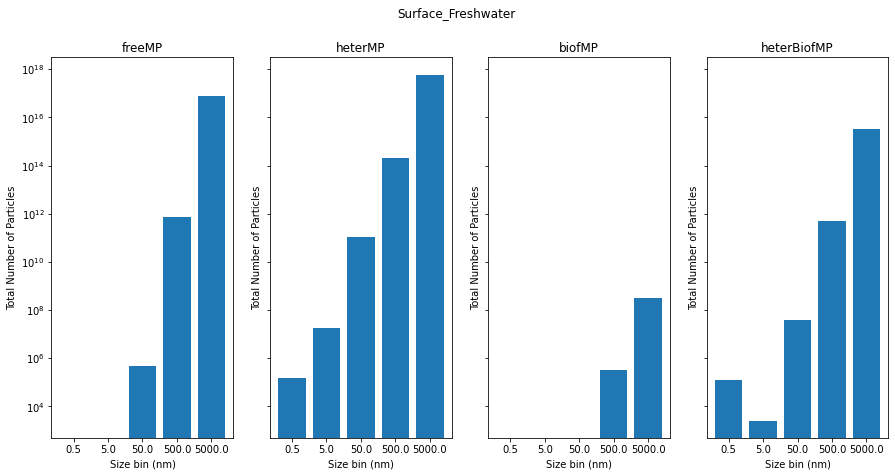 Surface_Freshwater
freeMP
heterMP
biofMP
heterBiofMP
Total Number of Particles
10^18
10^16
10^14
10^12
10^10
10^8
10^6
10^4
0.5 5.0 50.0 500.0 5000.0
Size bin (nm)
Total Number of Particles
0.5 5.0 50.0 500.0 5000.0
Size bin (nm)
Total Number of Particles
0.5 5.0 50.0 500.0 5000.0
Size bin (nm)
Total Number of Particles
0.5 5.0 50.0 500.0 5000.0
Size bin (nm)